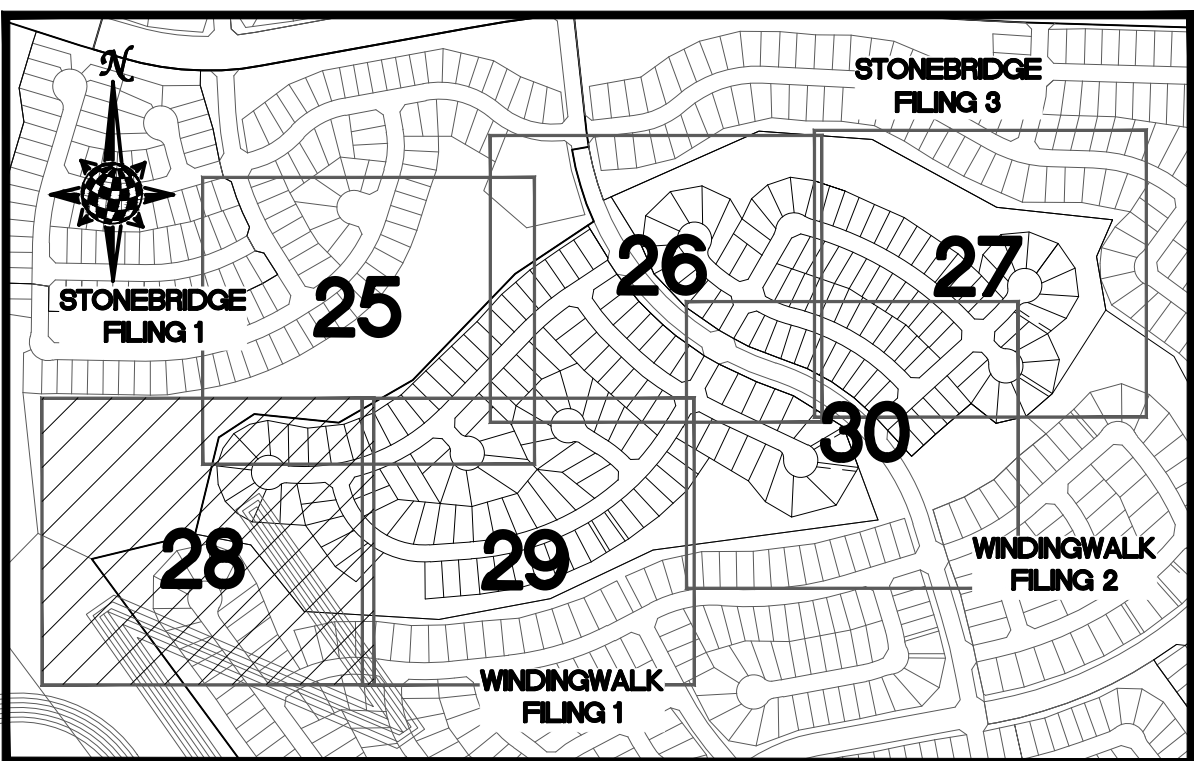 N
STONEBRIDGE
FILING 3
26
27
25
STONEBRIDGE
FILING 1
30
28
29
WINDINGWALK
FILING 2
WINDINGWALK
FILING 1